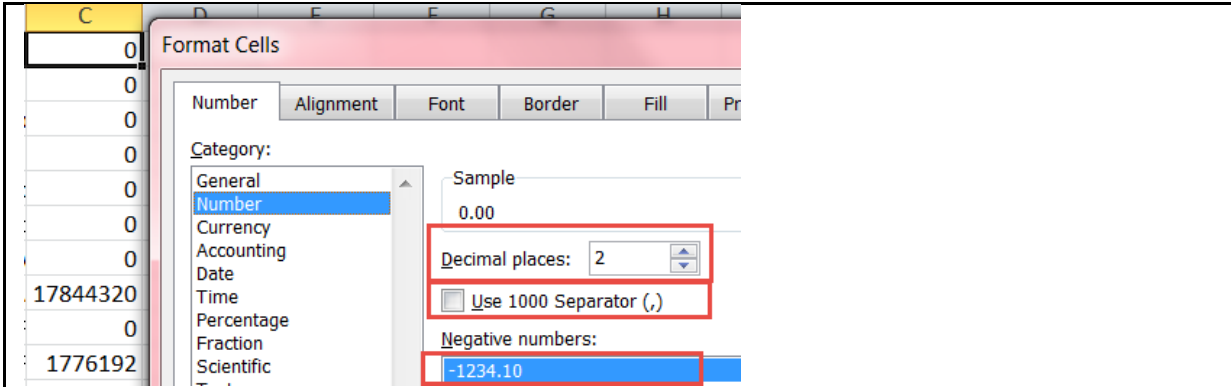 C D E F G H
0
0
0
0
0
0
0
17844320
0
1776192
Format Cells
Number Alignment Font Border Fill
Category:
General
Number
Currency
Accounting
Date
Time
Percentage
Fraction
Scientific
Sample
0.00
Decimal places: 2
Use 1000 Separator (,)
Negative numbers:
-1234.10